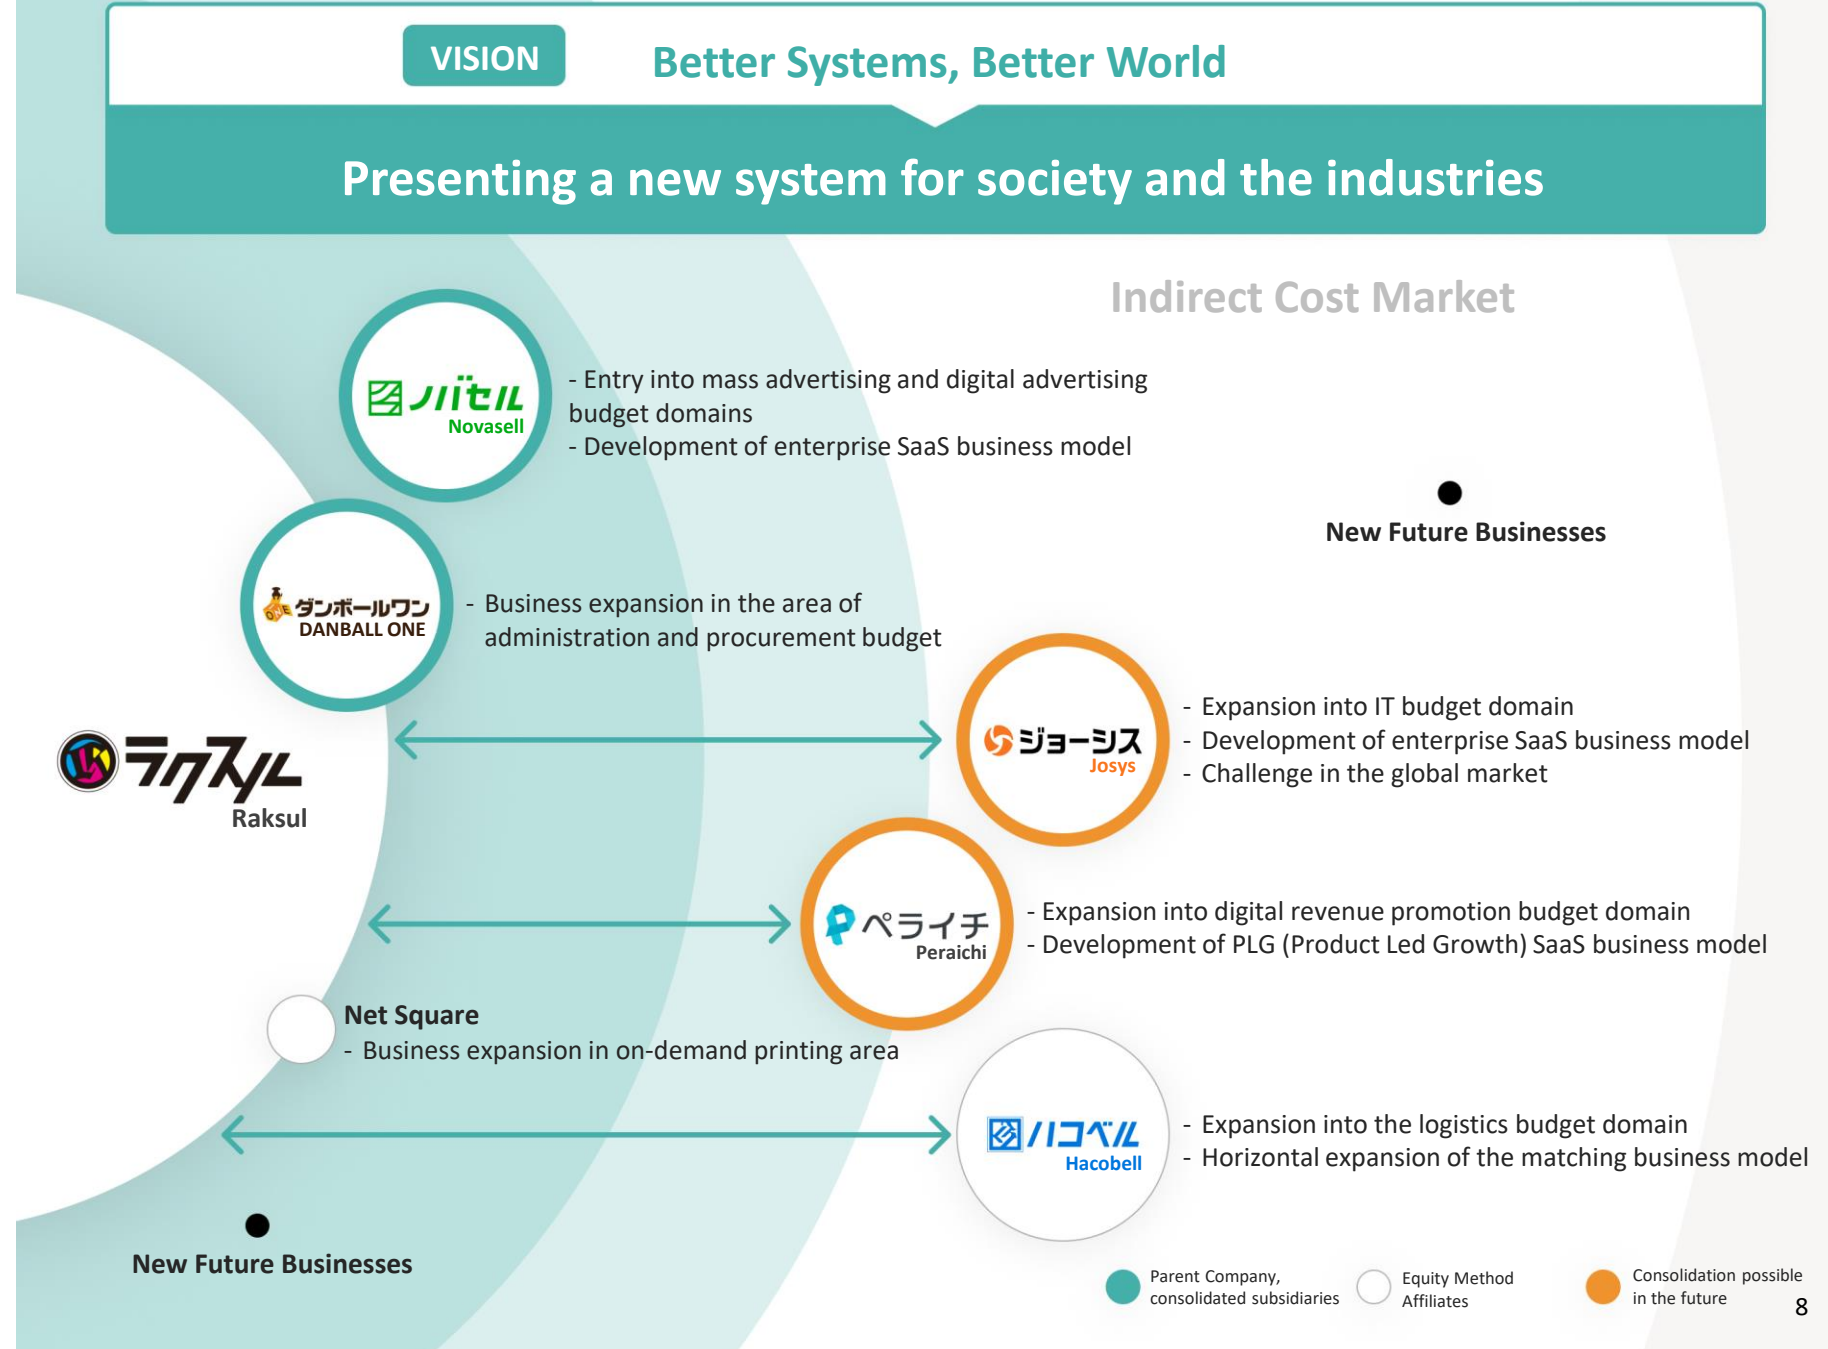 VISION
Better Systems, Better World
Presenting a new system for society and the industries
Indirect Cost Market
ノバセル
Novasell
- Entry into mass advertising and digital advertising
budget domains
- Development of enterprise SaaS business model
New Future Businesses
ONE
ダンボールワン
DANBALL ONE
- Business expansion in the area of
administration and procurement budget
ラクスル
Raksul
ジョーシス
Josys
- Expansion into IT budget domain
- Development of enterprise SaaS business model
- Challenge in the global market
ペライチ
Peraichi
- Expansion into digital revenue promotion budget domain
- Development of PLG (Product Led Growth) SaaS business model
Net Square
- Business expansion in on-demand printing area
ハコベル
Hacobell
- Expansion into the logistics budget domain
- Horizontal expansion of the matching business model
New Future Businesses
Parent Company,
consolidated subsidiaries
Equity Method
Affiliates
Consolidation possible
in the future
8